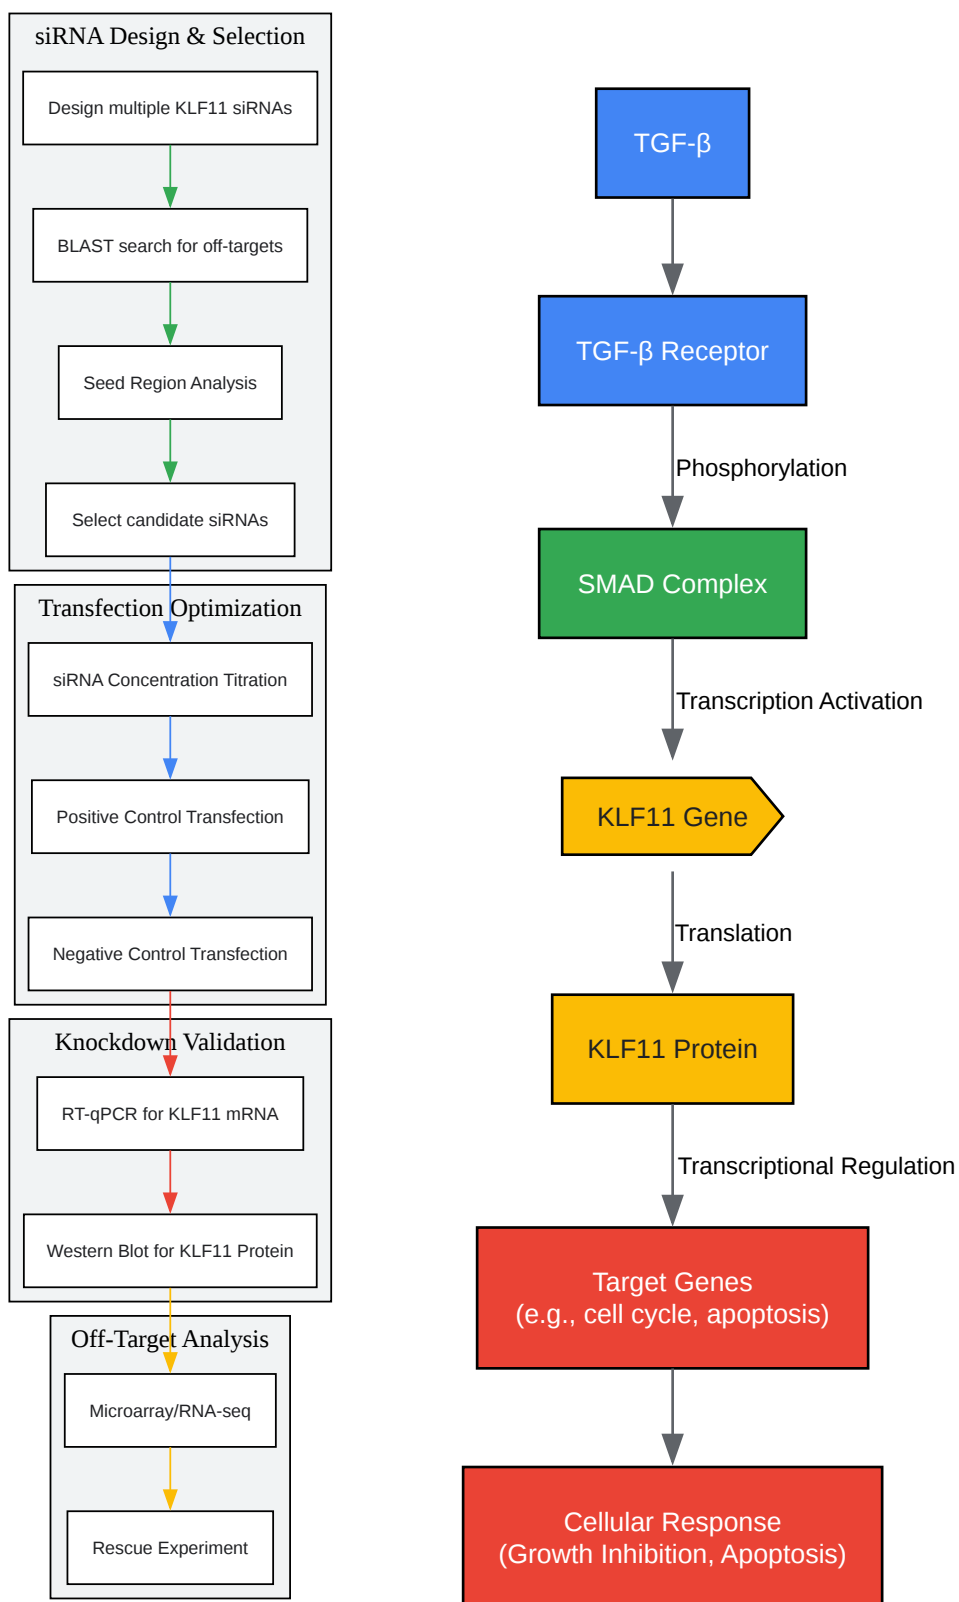 siRNA Design & Selection
Design multiple KLF11 siRNAs
BLAST search for off-targets
Seed Region Analysis
Select candidate siRNAs
Transfection Optimization
siRNA Concentration Titration
Positive Control Transfection
Negative Control Transfection
Knockdown Validation
RT-qPCR for KLF11 mRNA
Western Blot for KLF11 Protein
Off-Target Analysis
Microarray/RNA-seq
Rescue Experiment
TGF-β
TGF-β Receptor
Phosphorylation
SMAD Complex
Transcription Activation
KLF11 Gene
Translation
KLF11 Protein
Transcriptional Regulation
Target Genes
(e.g., cell cycle, apoptosis)
Cellular Response
(Growth Inhibition, Apoptosis)